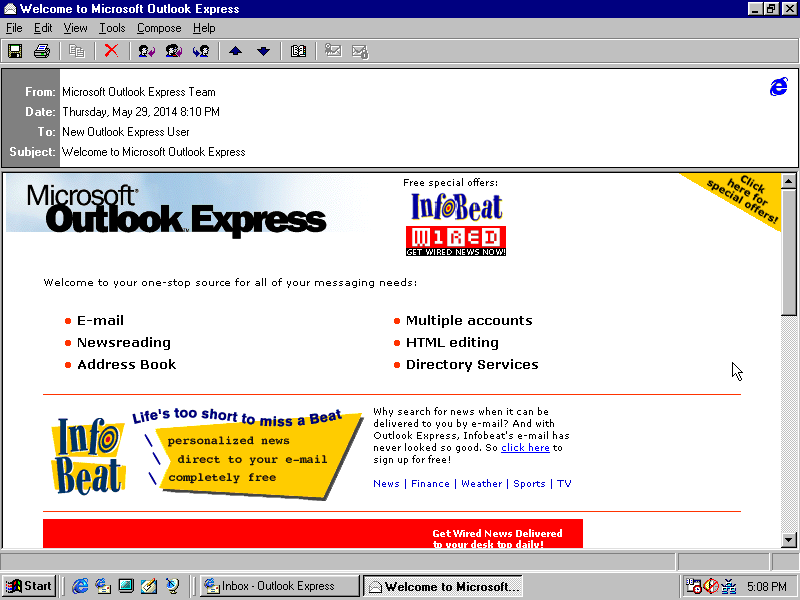 Welcome to Microsoft Outlook Express
File Edit View Tools Compose Help
From: Microsoft Outlook Express Team
Date: Thursday, May 29, 2014 8:10 PM
To: New Outlook Express User
Subject: Welcome to Microsoft Outlook Express
Microsoft®
Outlook™ Express
Free special offers:
InfoBeat
WIRED
GET WIRED NEWS NOW!
Click
here for
special offers!
Welcome to your one-stop source for all of your messaging needs:
E-mail
Newsreading
Address Book
Multiple accounts
HTML editing
Directory Services
Info
Beat
Life's too short to miss a Beat
personalized news
direct to your e-mail
completely free
Why search for news when it can be
delivered to you by e-mail? And with
Outlook Express, Infobeat's e-mail has
never looked so good. So click here to
sign up for free!
News | Finance | Weather | Sports | TV
Get Wired News Delivered
to your desk top daily!
Start
Inbox - Outlook Express
Welcome to Microsoft...
5:08 PM